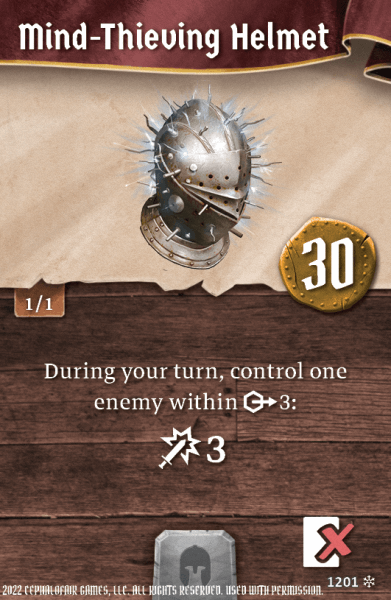 Mind-Thieving Helmet
30
1/1
During your turn, control one
enemy within 3:
3
1201
2022 CEPHALOFAIR GAMES, LLC. ALL RIGHTS RESERVED. USED WITH PERMISSION.